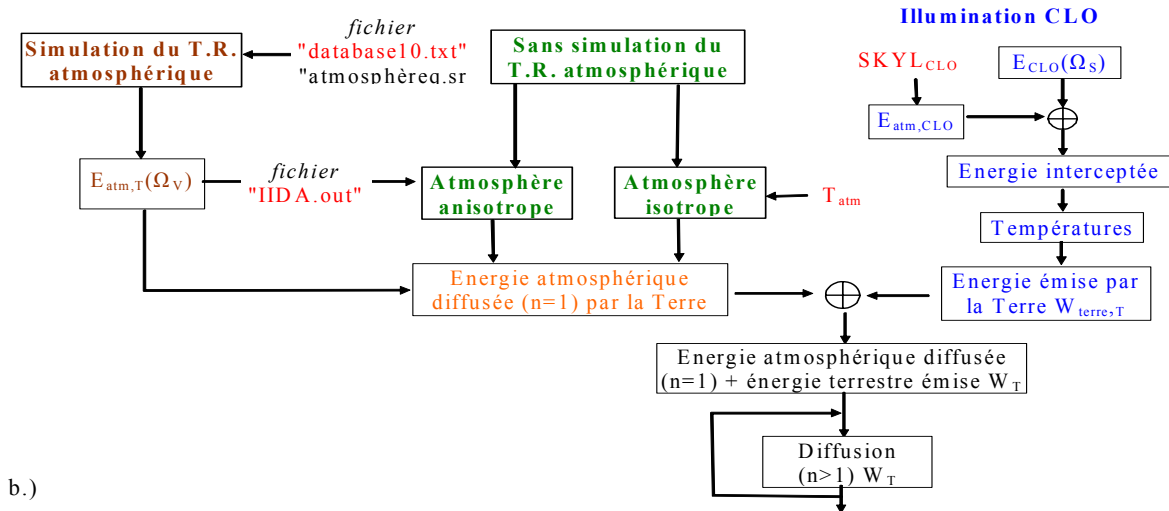 Illumination CLO
Simulation du T.R.
atmosphérique
fichier
"database10.txt"
"atmosphèreq.sr
Sans simulation du
T.R. atmosphérique
SKYL CLO
E CLO(Ω S)
E atm,CLO
E atm,T(Ω V)
fichier
"IIDA.out"
Atmosphère
anisotrope
Atmosphère
isotrope
T atm
Energie interceptée
Températures
Energie atmosphérique
diffusée (n=1) par la Terre
Energie émise par
la Terre W terre,T
Energie atmosphérique diffusée
(n=1) + énergie terrestre émise W T
Diffusion
(n>1) W T
b.)